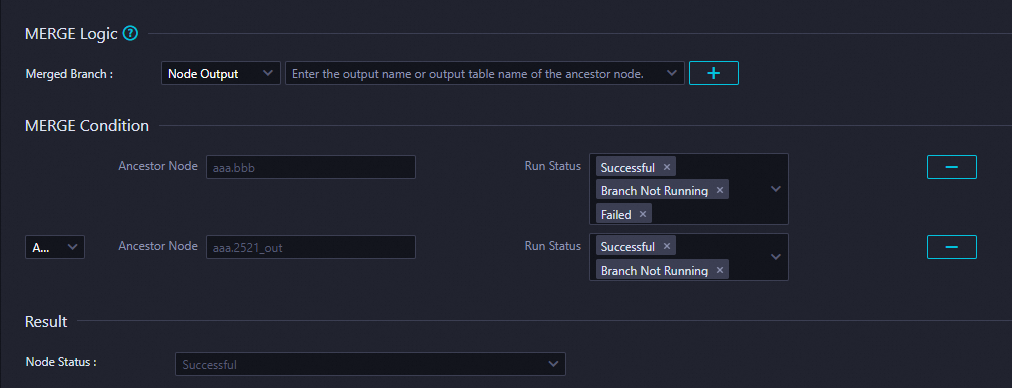 MERGE Logic ?
Merged Branch : Node Output Enter the output name or output table name of the ancestor node. +
MERGE Condition
Ancestor Node aaa.bbb Run Status Successful ×
Branch Not Running ×
Failed ×
A... Ancestor Node aaa.2521_out Run Status Successful ×
Branch Not Running ×
Result
Node Status : Successful